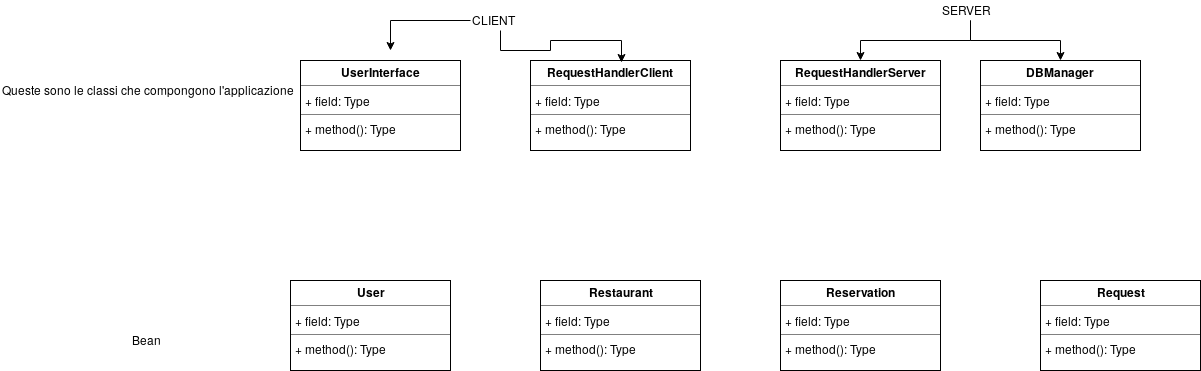 SERVER
CLIENT
UserInterface
RequestHandlerClient
RequestHandlerServer
DBManager
Queste sono le classi che compongono l'applicazione
+ field: Type
+ field: Type
+ field: Type
+ field: Type
+ method(): Type
+ method(): Type
+ method(): Type
+ method(): Type
User
Restaurant
Reservation
Request
+ field: Type
+ field: Type
+ field: Type
+ field: Type
Bean
+ method(): Type
+ method(): Type
+ method(): Type
+ method(): Type